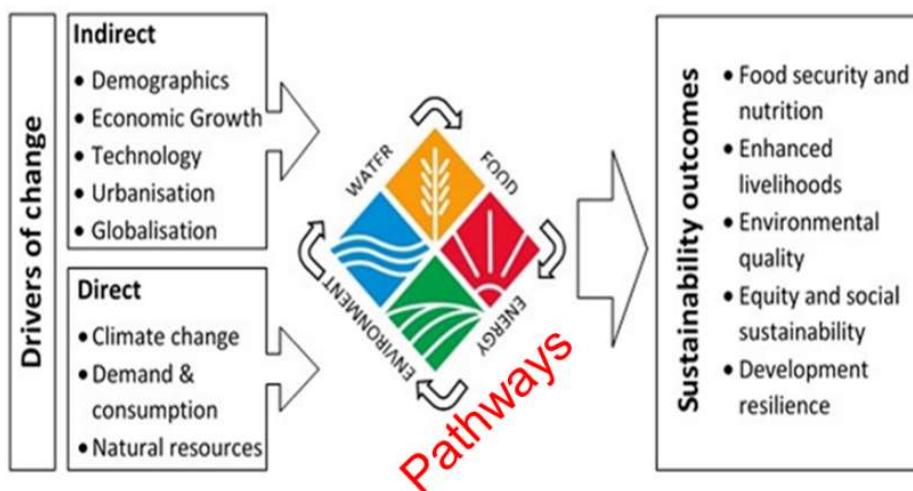 Drivers of change
Indirect
• Demographics
• Economic Growth
• Technology
• Urbanisation
• Globalisation
Direct
• Climate change
• Demand &
consumption
• Natural resources
WATER
FOOD
ENVIRONMENT
ENERGY
Pathways
Sustainability outcomes
• Food security and
nutrition
• Enhanced
livelihoods
• Environmental
quality
• Equity and social
sustainability
• Development
resilience